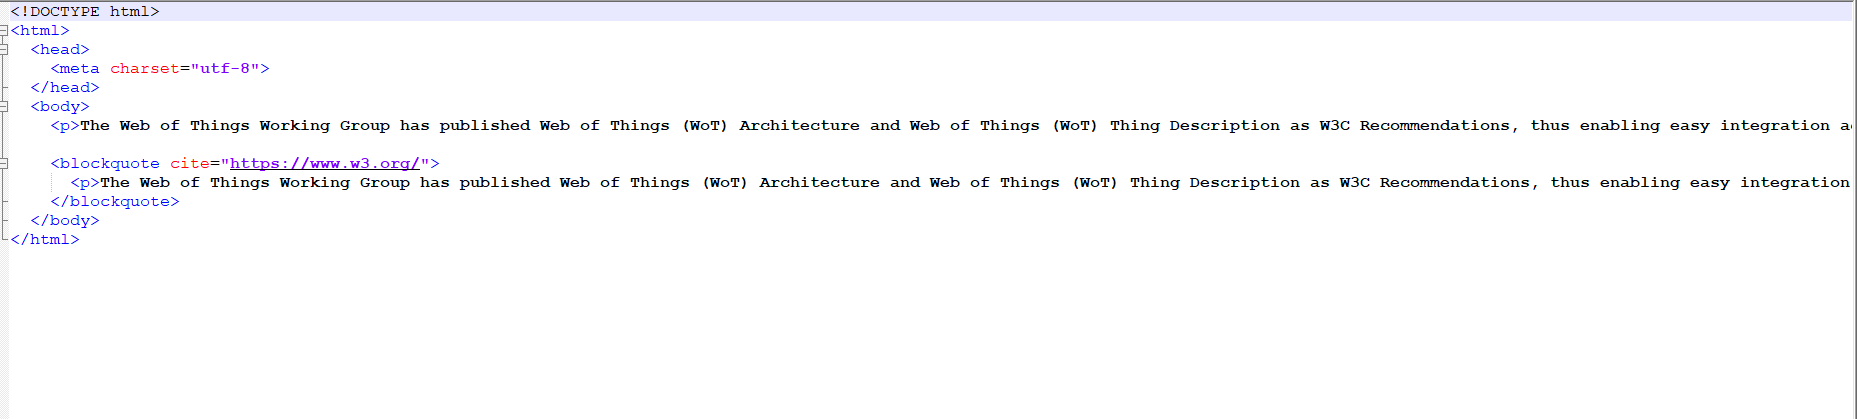 <!DOCTYPE html>
<html>
<head>
<meta charset="utf-8">
</head>
<body>
<p>The Web of Things Working Group has published Web of Things (WoT) Architecture and Web of Things (WoT) Thing Description as W3C Recommendations, thus enabling easy integration
<blockquote cite="https://www.w3.org/">
<p>The Web of Things Working Group has published Web of Things (WoT) Architecture and Web of Things (WoT) Thing Description as W3C Recommendations, thus enabling easy integration
</blockquote>
</body>
</html>